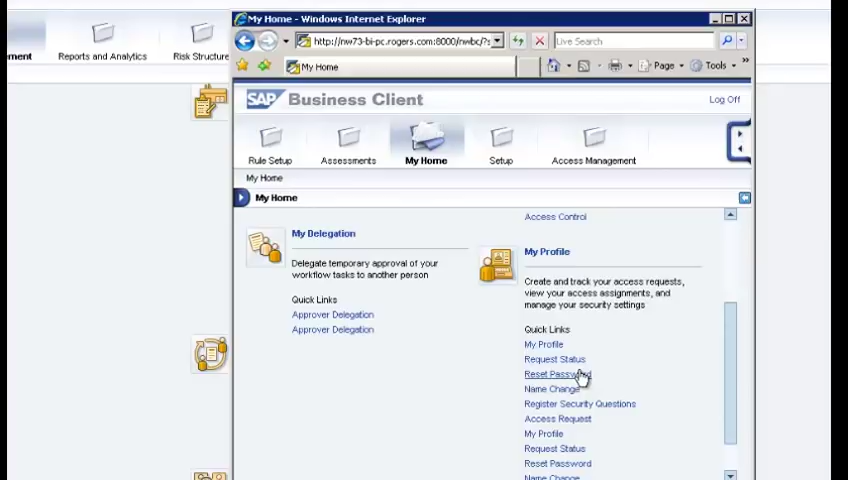 My Home - Windows Internet Explorer
http://nw73-bi-pc.rogers.com:8000/nwbc/?s
Live Search
My Home
Page
Tools
ement
Reports and Analytics
Risk Structure
SAP Business Client
Log Off
Rule Setup
Assessments
My Home
Setup
Access Management
My Home
My Home
Access Control
My Delegation
Delegate temporary approval of your
workflow tasks to another person
Quick Links
Approver Delegation
Approver Delegation
My Profile
Create and track your access requests,
view your access assignments, and
manage your security settings
Quick Links
My Profile
Request Status
Reset Password
Name Change
Register Security Questions
Access Request
My Profile
Request Status
Reset Password
Name Change